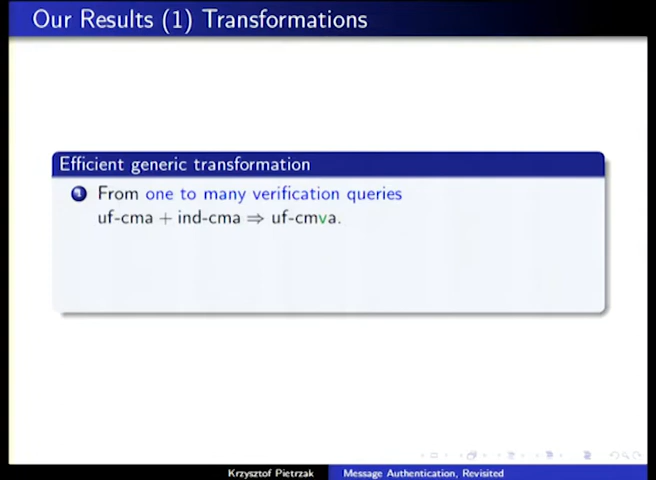 Our Results (1) Transformations
Efficient generic transformation
1 From one to many verification queries
uf-cma + ind-cma ⇒ uf-cmva.
Krzysztof Pietrzak Message Authentication, Revisited